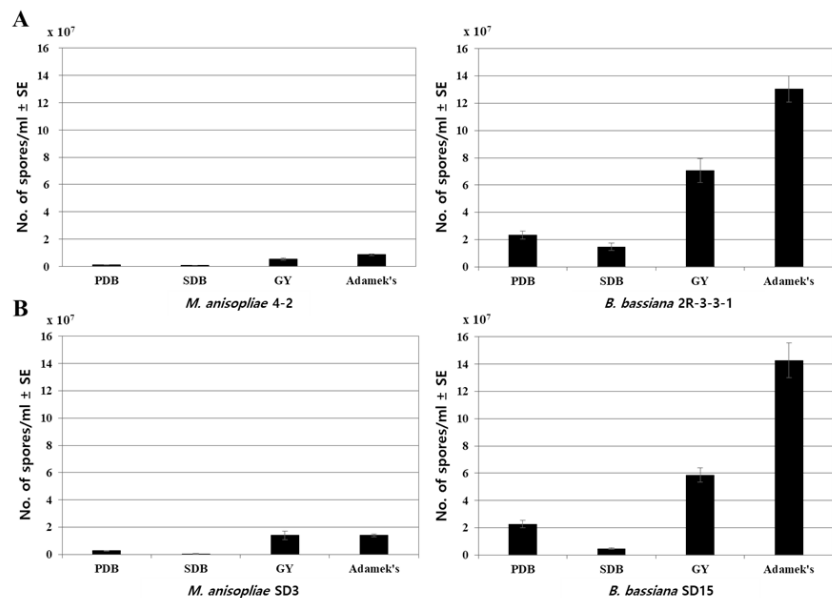 A
x 10⁷
16
14
12
10
8
6
4
2
0
No. of spores/ml ± SE
PDB SDB GY Adamek's
M. anisopliae 4-2
x 10⁷
16
14
12
10
8
6
4
2
0
No. of spores/ml ± SE
PDB SDB GY Adamek's
B. bassiana 2R-3-3-1
B
x 10⁷
16
14
12
10
8
6
4
2
0
No. of spores/ml ± SE
PDB SDB GY Adamek's
M. anisopliae SD3
x 10⁷
16
14
12
10
8
6
4
2
0
No. of spores/ml ± SE
PDB SDB GY Adamek's
B. bassiana SD15